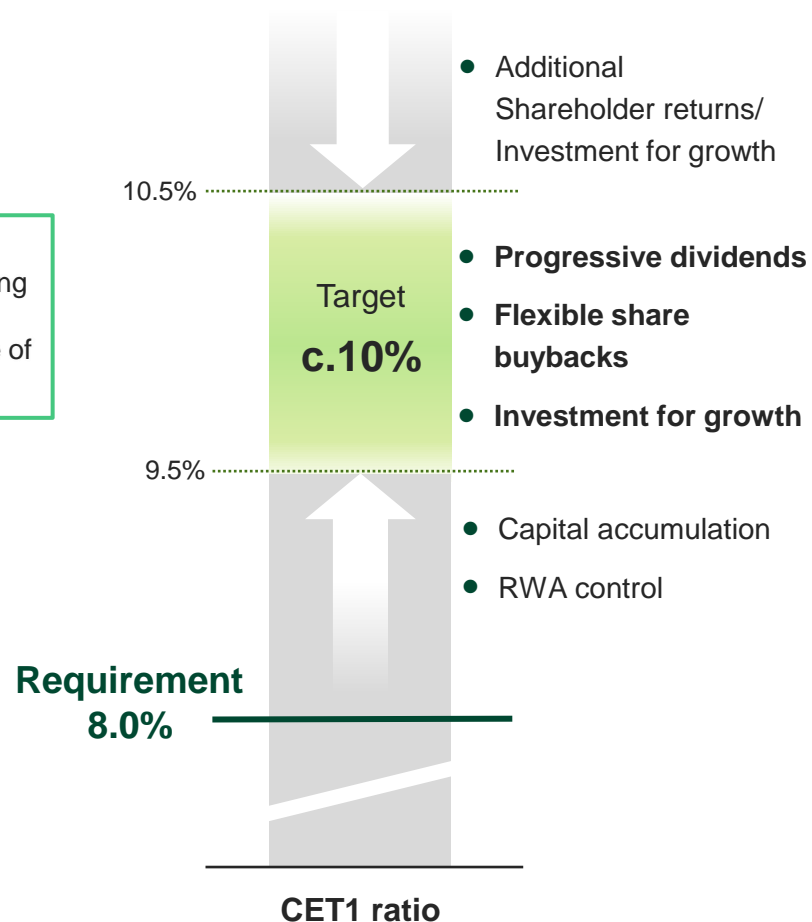 ● Additional
Shareholder returns/
Investment for growth
10.5%
ng
of
Target
c.10%
● Progressive dividends
● Flexible share
buybacks
● Investment for growth
9.5%
● Capital accumulation
● RWA control
Requirement
8.0%
CET1 ratio